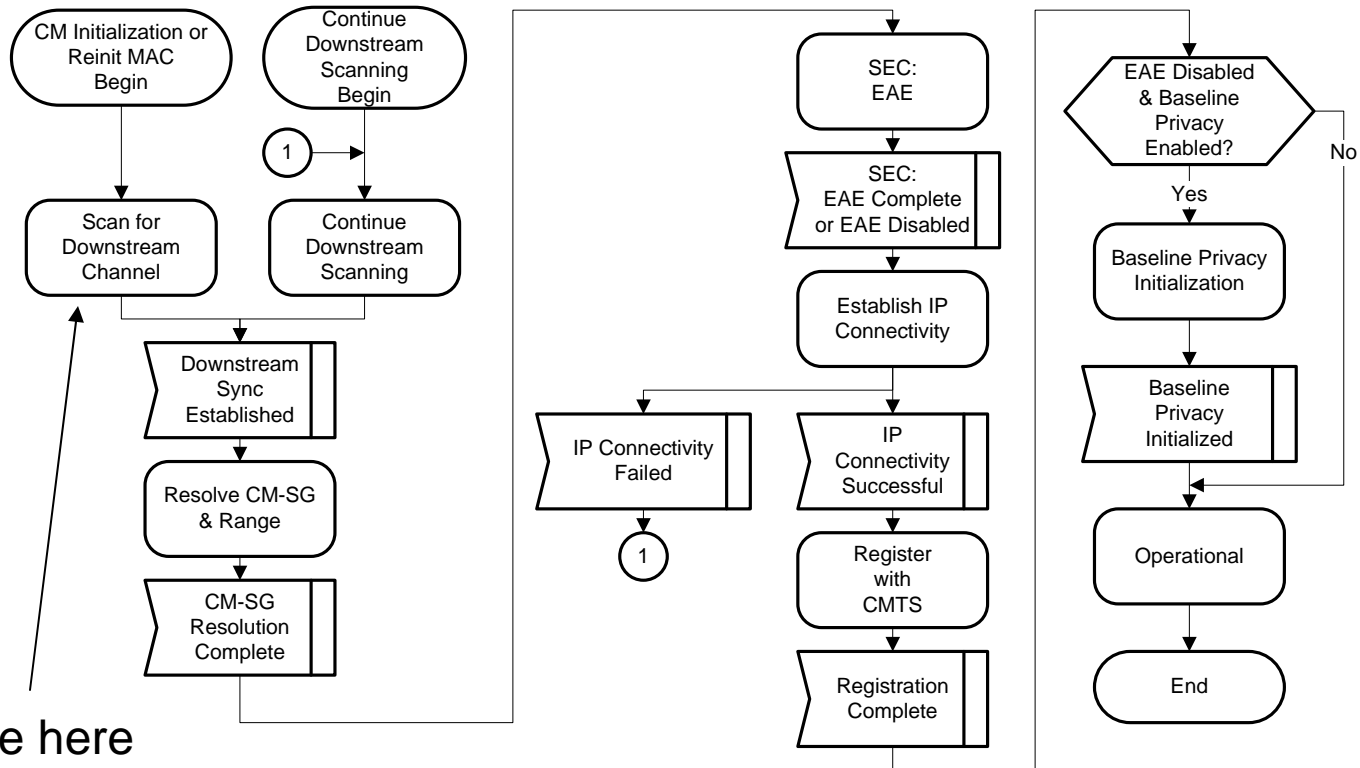 CM Initialization or
Reinit MAC
Begin
Continue
Downstream
Scanning
Begin
1
Scan for
Downstream
Channel
Continue
Downstream
Scanning
Downstream
Sync
Established
Resolve CM-SG
& Range
CM-SG
Resolution
Complete
e here
SEC:
EAE
SEC:
EAE Complete
or EAE Disabled
Establish IP
Connectivity
IP Connectivity
Failed
1
IP
Connectivity
Successful
Register
with
CMTS
Registration
Complete
EAE Disabled
& Baseline
Privacy
Enabled?
No
Yes
Baseline Privacy
Initialization
Baseline
Privacy
Initialized
Operational
End